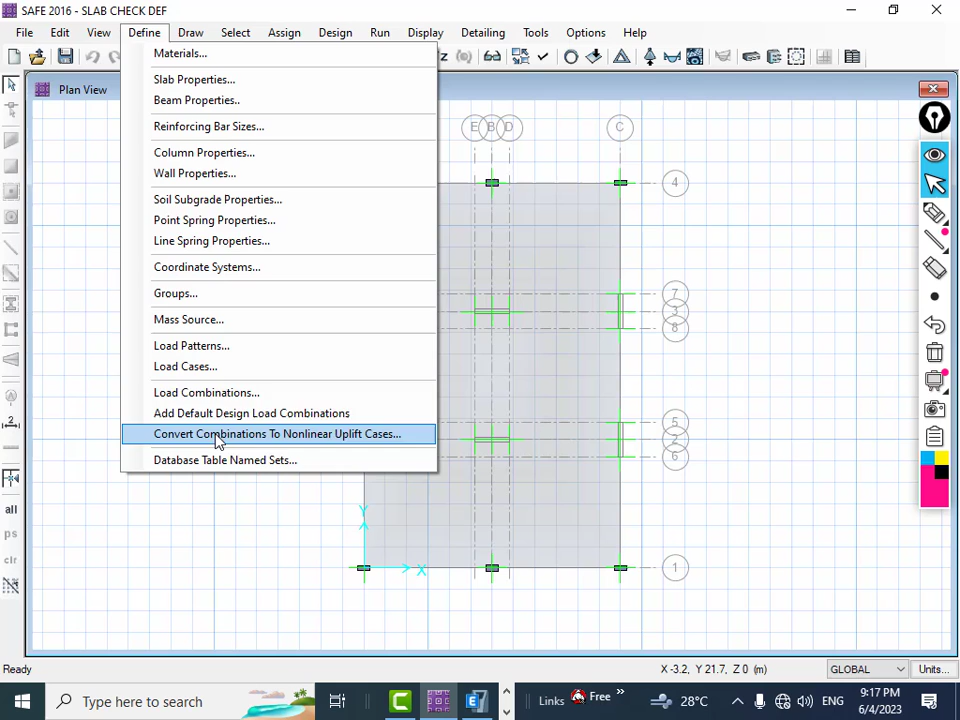 SAFE 2016 - SLAB CHECK DEF
File Edit View Define Draw Select Assign Design Run Display Detailing Tools Options Help
Plan View
Materials...
Slab Properties...
Beam Properties..
Reinforcing Bar Sizes...
Column Properties...
Wall Properties...
Soil Subgrade Properties...
Point Spring Properties...
Line Spring Properties...
Coordinate Systems...
Groups...
Mass Source...
Load Patterns...
Load Cases...
Load Combinations...
Add Default Design Load Combinations
Convert Combinations To Nonlinear Uplift Cases...
Database Table Named Sets...
E B D C
4
7
3
8
5
2
6
1
Y
X
2
all
ps
clr
Ready
X -3.2, Y 21.7, Z 0 (m)
GLOBAL
Units...
Type here to search
Links
Free
»
28°C
ENG
9:17 PM
6/4/2023